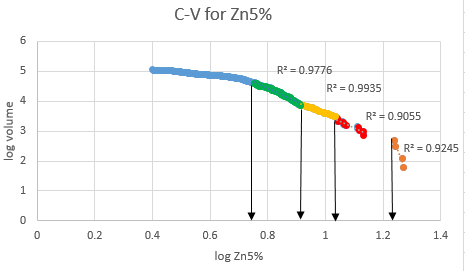 C-V for Zn5%
6
5
4
3
2
1
0
log volume
R² = 0.9776
R² = 0.9935
R² = 0.9055
R² = 0.9245
0 0.2 0.4 0.6 0.8 1 1.2 1.4
log Zn5%